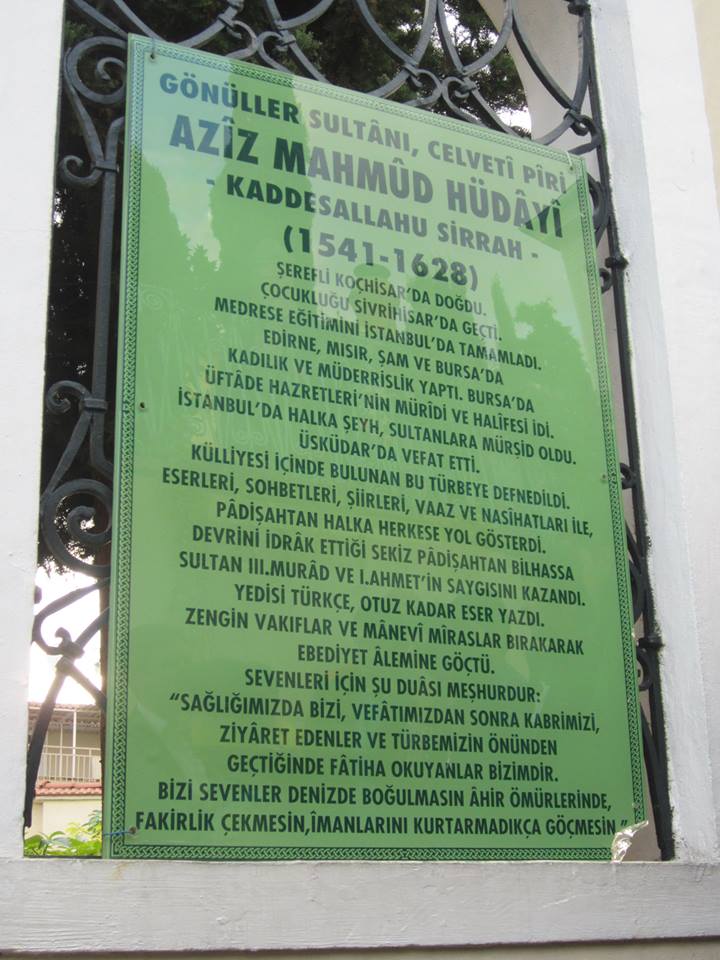 GÖNÜLLER SULTÂNI, CELVETÎ PÎRİ
AZÎZ MAHMÛD HÜDÂYÎ
- KADDESALLAHU SİRRAH -
(1541-1628)
ŞEREFLİ KOÇHİSAR'DA DOĞDU.
ÇOCUKLUĞU SİVRİHİSAR'DA GEÇTİ.
MEDRESE EĞİTİMİNİ İSTANBUL'DA TAMAMLADI.
EDİRNE, MISIR, ŞAM VE BURSA'DA
KADILIK VE MÜDERRİSLİK YAPTI. BURSA'DA
ÜFTÂDE HAZRETLERİ'NİN MÜRÎDİ VE HALÎFESİ İDİ.
İSTANBUL'DA HALKA ŞEYH, SULTANLARA MÜRŞİD OLDU.
ÜSKÜDAR'DA VEFAT ETTİ.
KÜLLİYESİ İÇİNDE BULUNAN BU TÜRBEYE DEFNEDİLDİ.
ESERLERİ, SOHBETLERİ, ŞİİRLERİ, VAAZ VE NASÎHATLARI İLE,
PÂDİŞAHTAN HALKA HERKESE YOL GÖSTERDİ.
DEVRİNİ İDRÂK ETTİĞİ SEKİZ PÂDİŞAHTAN BİLHASSA
SULTAN III.MURÂD VE I.AHMET'İN SAYGISINI KAZANDI.
YEDİSİ TÜRKÇE, OTUZ KADAR ESER YAZDI.
ZENGİN VAKIFLAR VE MÂNEVÎ MÎRASLAR BIRAKARAK
EBEDİYET ÂLEMİNE GÖÇTÜ.
SEVENLERİ İÇİN ŞU DUÂSI MEŞHURDUR:
"SAĞLIĞIMIZDA BİZİ, VEFÂTIMIZDAN SONRA KABRİMİZİ,
ZİYÂRET EDENLER VE TÜRBEMİZİN ÖNÜNDEN
GEÇTİĞİNDE FÂTİHA OKUYANLAR BİZİMDİR.
BİZİ SEVENLER DENİZDE BOĞULMASIN ÂHİR ÖMÜRLERİNDE,
FAKİRLİK ÇEKMESİN,ÎMANLARINI KURTARMADIKÇA GÖÇMESİN."